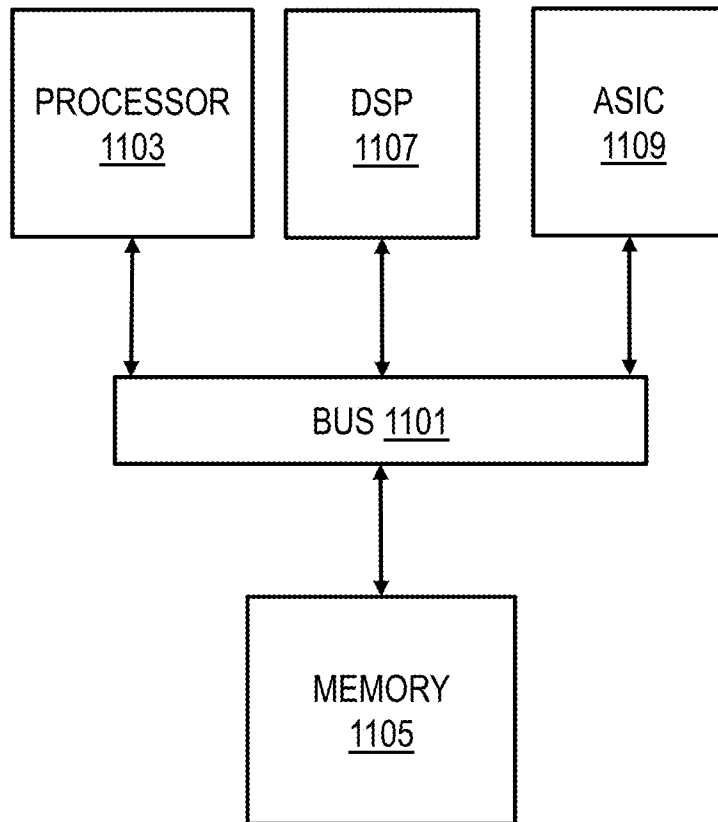 PROCESSOR
1103
DSP
1107
ASIC
1109
BUS 1101
MEMORY
1105